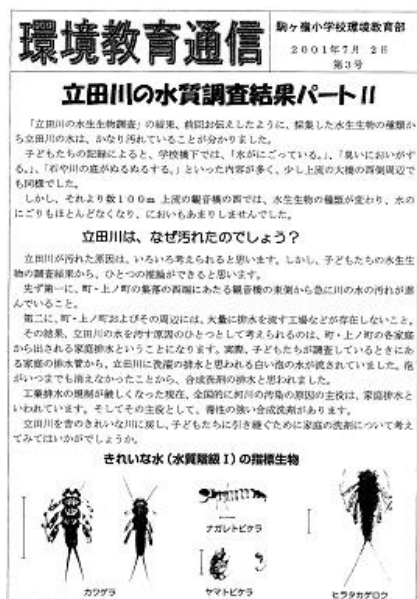 環境教育通信
駒ヶ嶺小学校環境教育部
2001年7月 2日
第3号
立田川の水質調査結果パートII
「立田川の水生生物調査」の結果、前回お伝えしたように、採集した水生生物の種類か
ら立田川の水は、かなり汚れていることが分かりました。
子どもたちの記録によると、学校橋下では、「水がにごっている。」、「臭いにおいがす
る。」、「石や川の底がぬるぬるする。」といった内容が多く、少し上流の大橋の西側周辺で
も同様でした。
しかし、それより数100m 上流の観音橋の西では、水生生物の種類が変わり、水の
にごりもほとんどなくなり、においもあまりしませんでした。
立田川は、なぜ汚れたのでしょう？
立田川が汚れた原因は、いろいろ考えられると思います。しかし、子どもたちの水生生
物の調査結果から、ひとつの推論ができると思います。
先ず第一に、町・上ノ町の集落の西端にあたる観音橋の東側から急に川の水の汚れが進
んでいること。
第二に、町・上ノ町およびその周辺には、大量に排水を流す工場などが存在しないこと。
その結果、立田川の水を汚す原因のひとつとして考えられるのは、町・上ノ町の各家庭
から出される家庭排水ということになります。実際、子どもたちが調査しているときにあ
る家庭の排水管から、立田川に洗濯の排水と思われる白い泡の水が流されていました。泡
がいつまでも消えなかったことから、合成洗剤の排水と思われました。
工業排水の規制が厳しくなった現在、全国的に河川の汚染の原因の主役は、家庭排水と
いわれています。そしてその主役として、毒性の強い合成洗剤があります。
立田川を昔のきれいな川に戻し、子どもたちに引き継ぐために家庭の洗剤について考え
てみてはいかがでしょうか。
きれいな水（水質階級Ｉ）の指標生物
カワゲラ
ナガレトビケラ
ヤマトビケラ
ヒラタカゲロウ